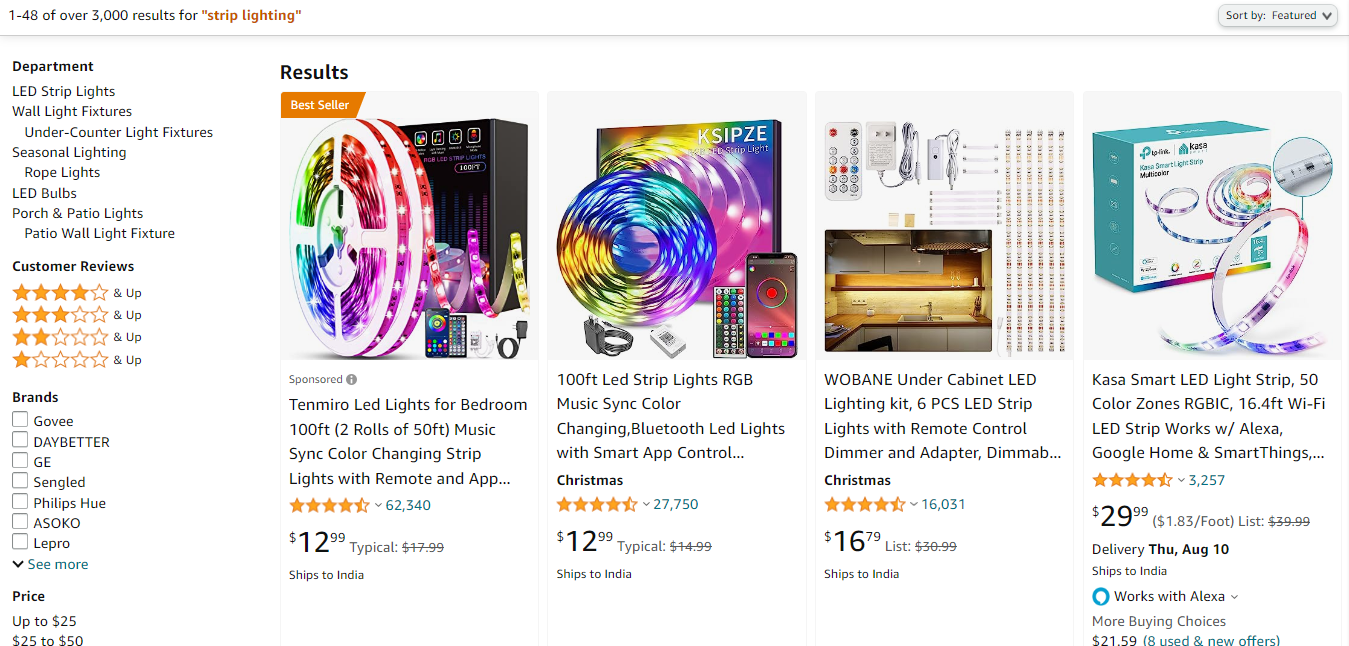 1-48 of over 3,000 results for "strip lighting"
Sort by: Featured
Department
LED Strip Lights
Wall Light Fixtures
Under-Counter Light Fixtures
Seasonal Lighting
Rope Lights
LED Bulbs
Porch & Patio Lights
Patio Wall Light Fixture
Customer Reviews
& Up
& Up
& Up
& Up
Brands
Govee
DAYBETTER
GE
Sengled
Philips Hue
ASOKO
Lepro
See more
Price
Up to $25
$25 to $50
Results
Best Seller
RGB LED STRIP LIGHTS
100FT
Sponsored
Tenmiro Led Lights for Bedroom
100ft (2 Rolls of 50ft) Music
Sync Color Changing Strip
Lights with Remote and App...
62,340
$12.99 Typical: $17.99
Ships to India
KSIPZE
LED Strip Light
100ft Led Strip Lights RGB
Music Sync Color
Changing,Bluetooth Led Lights
with Smart App Control...
Christmas
27,750
$12.99 Typical: $14.99
Ships to India
WOBANE Under Cabinet LED
Lighting kit, 6 PCS LED Strip
Lights with Remote Control
Dimmer and Adapter, Dimmab...
Christmas
16,031
$16.79 List: $30.99
Ships to India
tp-link
kasa
Kasa Smart Light Strip
Multicolor
Kasa Smart LED Light Strip, 50
Color Zones RGBIC, 16.4ft Wi-Fi
LED Strip Works w/ Alexa,
Google Home & SmartThings,...
3,257
$29.99 ($1.83/Foot) List: $39.99
Delivery Thu, Aug 10
Ships to India
Works with Alexa
More Buying Choices
$21.59 (8 used & new offers)